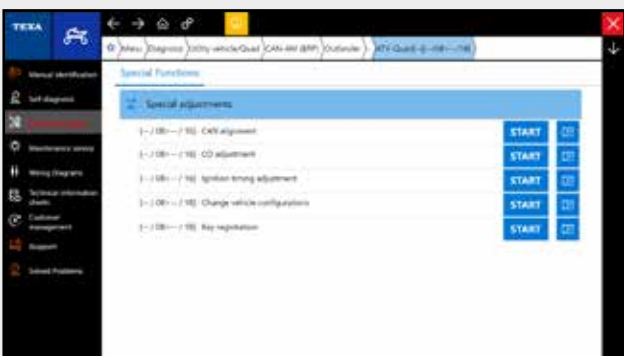 TEXA
Menu Diagnosis Utility vehicle/Quad CAN-AM (BRP) Outlander
Manual identification
Self-diagnosis
Maintenance service
Wiring Diagrams
Technical information sheets
Customer management
Support
Solved Problems
Special Functions
Special adjustments
CAN alignment START
CO adjustment START
Ignition timing adjustment START
Change vehicle configurations START
Key registration START